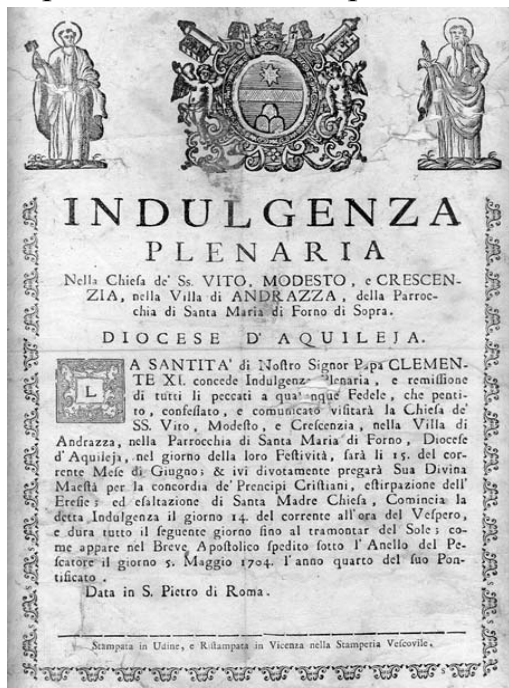 INDULGENZA
PLENARIA
Nella Chiesa de' Ss. VITO, MODESTO, e CRESCEN-
ZIA, nella Villa di ANDRAZZA, della Parroc-
chia di Santa Maria di Forno di Sopra.
DIOCESE D'AQUILEJA.
LA SANTITA' di Nostro Signor Papa CLEMEN-
TE XI. concede Indulgenza Plenaria, e remissione
di tutti li peccati a qualunque Fedele, che penti-
to, confessato, e comunicato visitarà la Chiesa de'
SS. Vito, Modesto, e Crescenzia, nella Villa di
Andrazza, nella Parrocchia di Santa Maria di Forno, Diocese
d'Aquileja, nel giorno della loro Festività, sarà li 15. del cor-
rente Mese di Giugno; & ivi divotamente pregarà Sua Divina
Maestà per la concordia de' Prencipi Cristiani, estirpazione dell'
Eresie; ed esaltazione di Santa Madre Chiesa, Comincia la
detta Indulgenza il giorno 14. del corrente all'ora del Vespero,
e dura tutto il seguente giorno fino al tramontar del Sole; co-
me appare nel Breve Apostolico spedito sotto l'Anello del Pe-
scatore il giorno 5. Maggio 1704. l'anno quarto del suo Pon-
tificato.
Data in S. Pietro di Roma.
Stampata in Udine, e Ristampata in Vicenza nella Stamperia Vescovile.